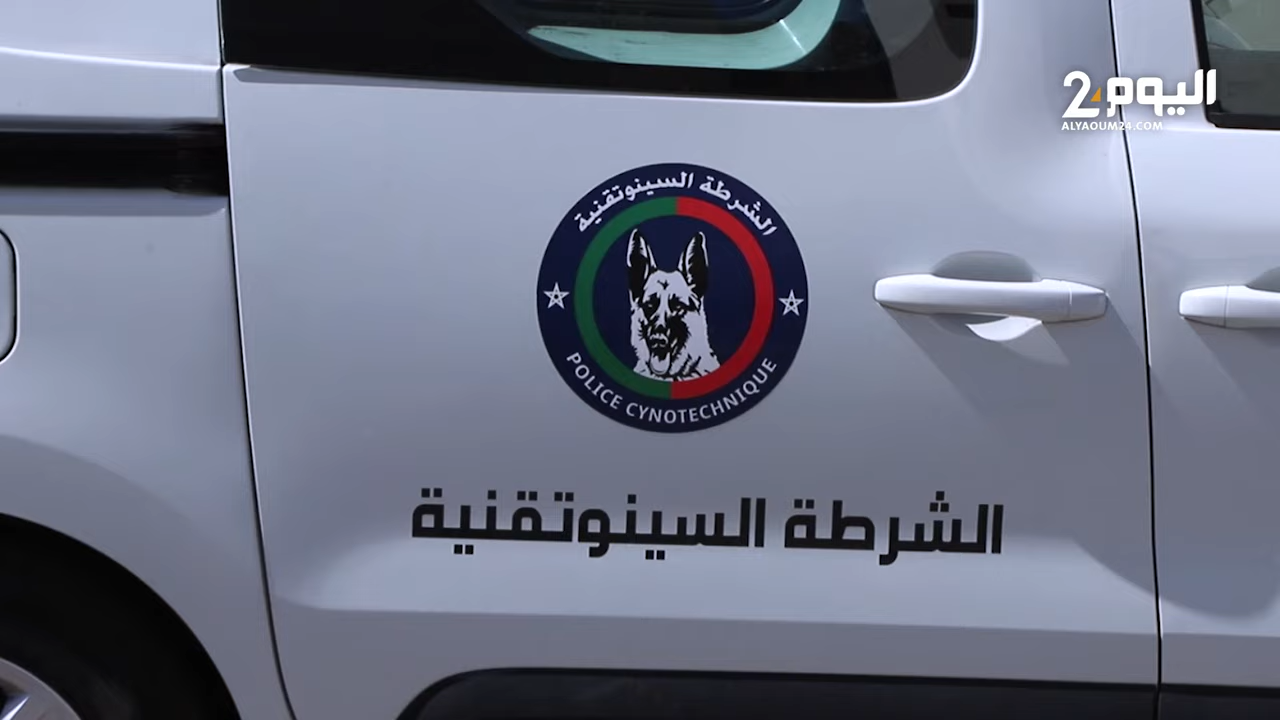 اليوم 24
ALYAOUM24.COM
الشرطة السينوتقنية
POLICE CYNOTECHNIQUE
الشرطة السينوتقنية